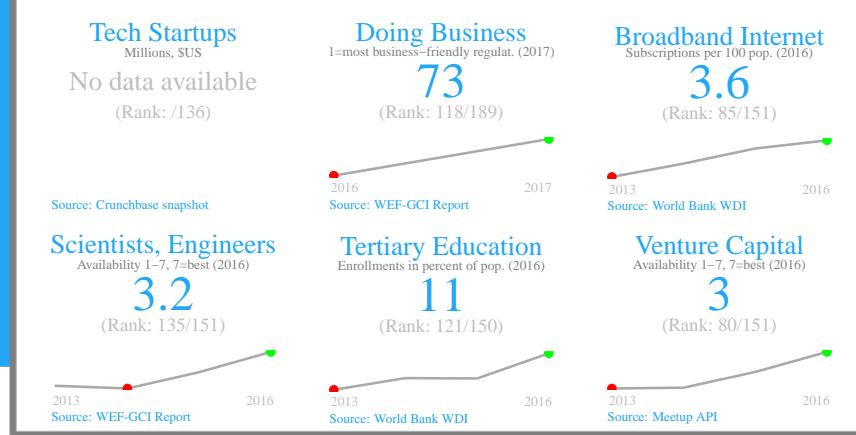 Tech Startups
Millions, $US
No data available
(Rank: /136)
Source: Crunchbase snapshot
Doing Business
1=most business−friendly regulat. (2017)
73
(Rank: 118/189)
2016 2017
Source: WEF-GCI Report
Broadband Internet
Subscriptions per 100 pop. (2016)
3.6
(Rank: 85/151)
2013 2016
Source: World Bank WDI
Scientists, Engineers
Availability 1−7, 7=best (2016)
3.2
(Rank: 135/151)
2013 2016
Source: WEF-GCI Report
Tertiary Education
Enrollments in percent of pop. (2016)
11
(Rank: 121/150)
2013 2016
Source: World Bank WDI
Venture Capital
Availability 1−7, 7=best (2016)
3
(Rank: 80/151)
2013 2016
Source: Meetup API